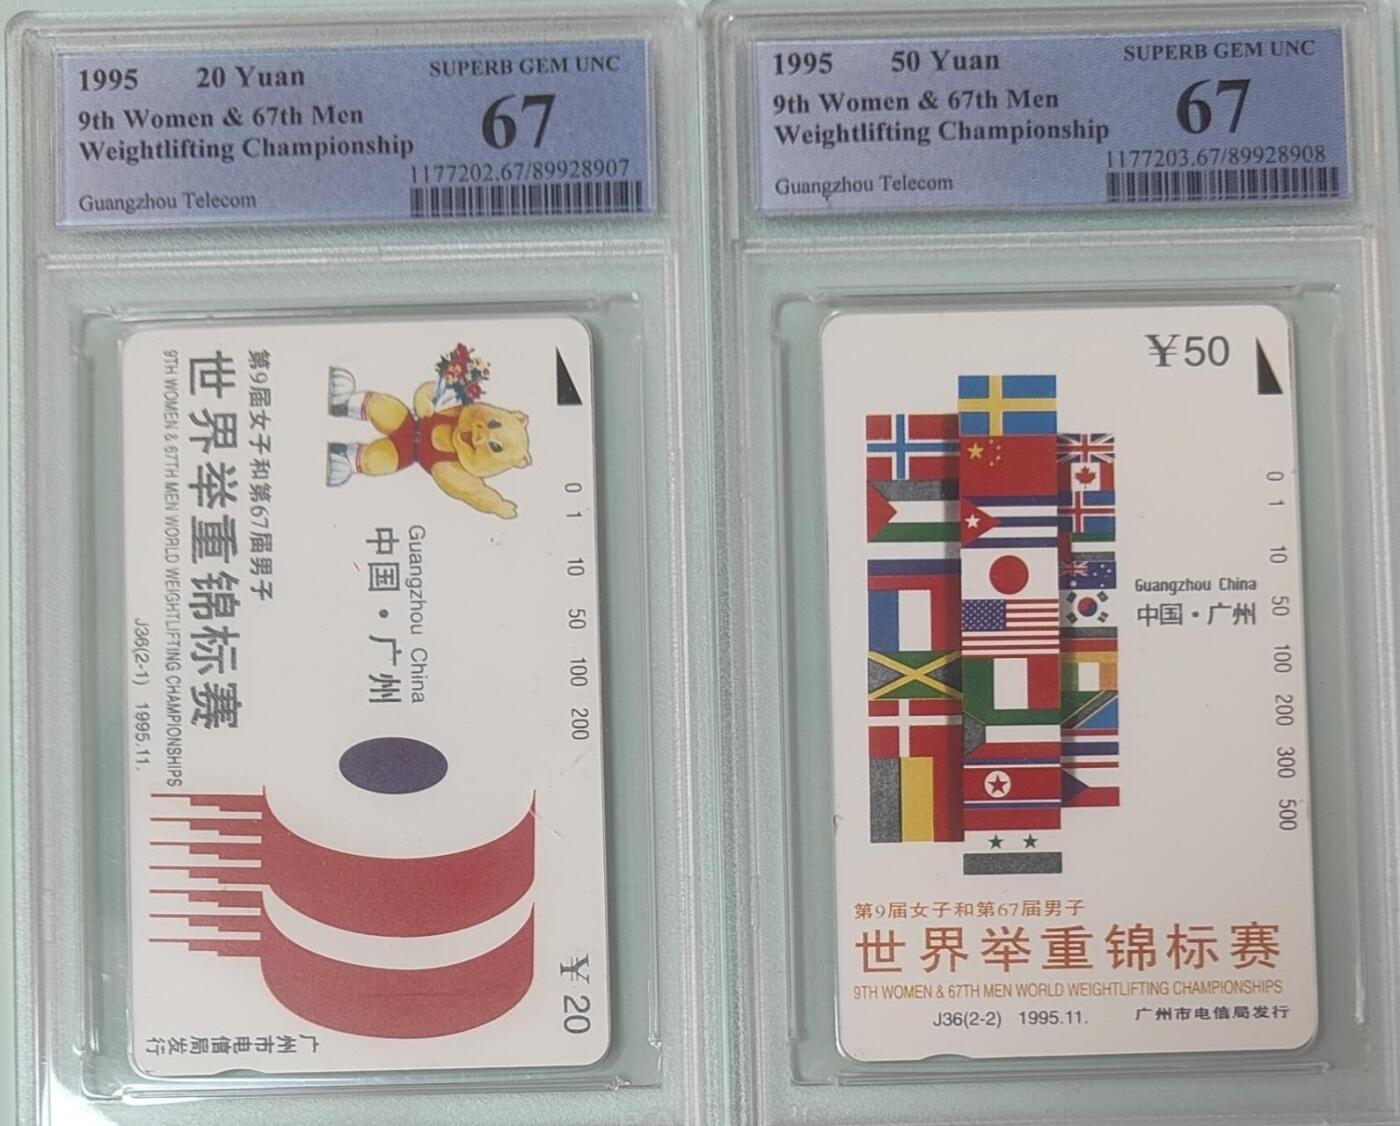 1995 20 Yuan
SUPERB GEM UNC
9th Women & 67th Men
67
Weightlifting Championship
1177202.67/89928907
Guangzhou Telecom
第9届女子和第67届男子
世界举重锦标赛
9TH WOMEN & 67TH MEN WORLD WEIGHTLIFTING CHAMPIONSHIPS
J36(2-1) 1995.11.
Guangzhou China
中国·广州
0 1 10 50 100 200
¥20
广州市电信局发行
1995 50 Yuan
SUPERB GEM UNC
9th Women & 67th Men
67
Weightlifting Championship
1177203.67/89928908
Guangzhou Telecom
¥50
0 1 10 50 100 200 300 500
Guangzhou China
中国·广州
第9届女子和第67届男子
世界举重锦标赛
9TH WOMEN & 67TH MEN WORLD WEIGHTLIFTING CHAMPIONSHIPS
J36(2-2) 1995.11. 广州市电信局发行